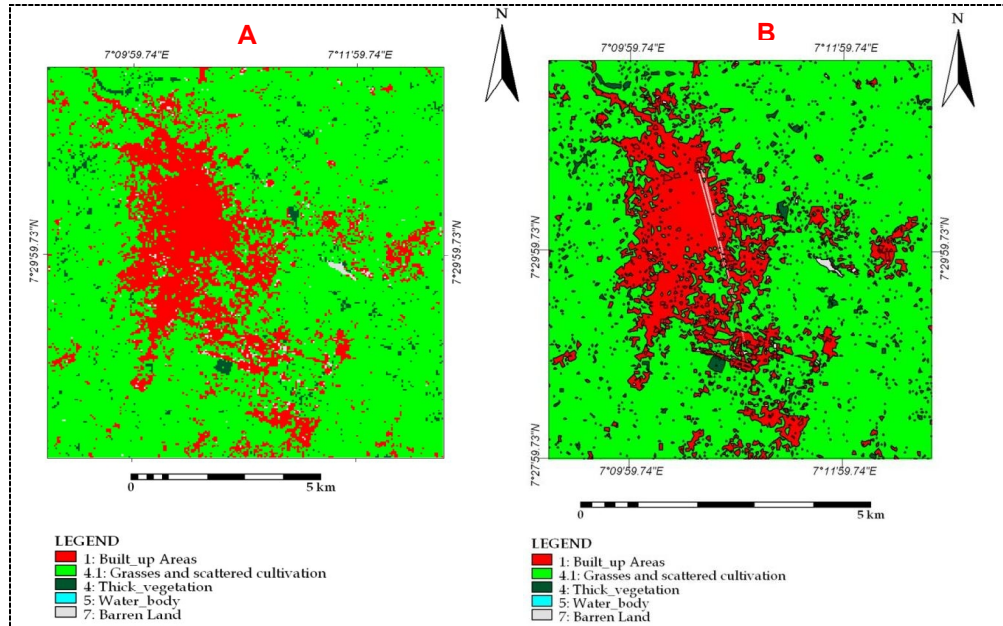 A
B
N
N
7°09'59.74"E
7°11'59.74"E
7°09'59.74"E
7°11'59.74"E
7°29'59.73"N
7°29'59.73"N
7°29'59.73"N
7°29'59.73"N
7°27'59.73"N
7°09'59.74"E
7°11'59.74"E
0
5 km
0
5 km
LEGEND
1: Built_up Areas
4.1: Grasses and scattered cultivation
4: Thick_vegetation
5: Water_body
7: Barren Land
LEGEND
1: Built_up Areas
4.1: Grasses and scattered cultivation
4: Thick_vegetation
5: Water_body
7: Barren Land